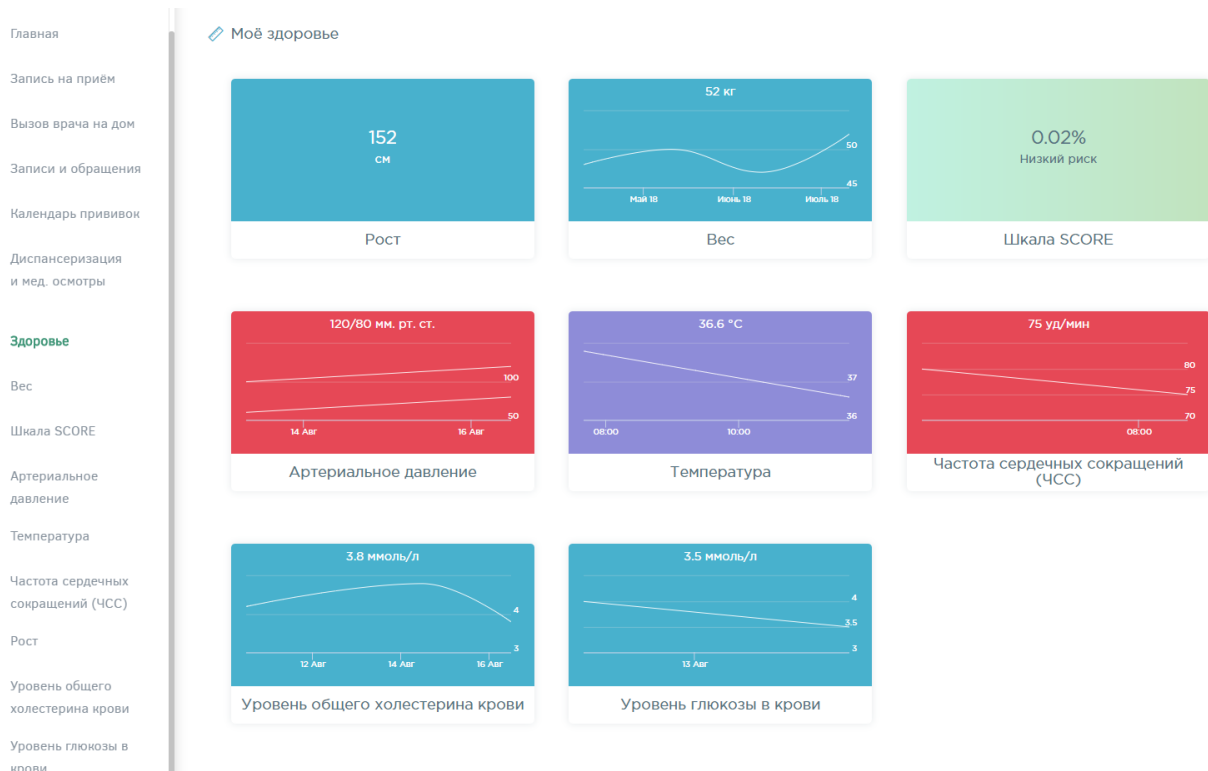 Главная
Запись на приём
Вызов врача на дом
Записи и обращения
Календарь прививок
Диспансеризация
и мед. осмотры
Здоровье
Вес
Шкала SCORE
Артериальное
давление
Температура
Частота сердечных
сокращений (ЧСС)
Рост
Уровень общего
холестерина крови
Уровень глюкозы в
крови
Моё здоровье
152
см
Рост
52 кг
50
45
Май 18
Июнь 18
Июль 18
Вес
0.02%
Низкий риск
Шкала SCORE
120/80 мм. рт. ст.
100
50
14 Авг
16 Авг
Артериальное давление
36.6 °C
37
36
08:00
10:00
Температура
75 уд/мин
80
75
70
08:00
Частота сердечных сокращений
(ЧСС)
3.8 ммоль/л
4
3
12 Авг
14 Авг
16 Авг
Уровень общего холестерина крови
3.5 ммоль/л
4
3.5
3
13 Авг
Уровень глюкозы в крови